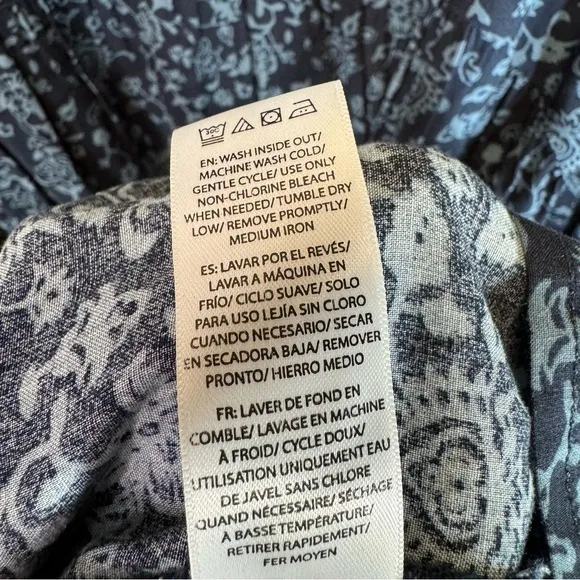 EN: WASH INSIDE OUT/
MACHINE WASH COLD/
GENTLE CYCLE/ USE ONLY
NON-CHLORINE BLEACH
WHEN NEEDED/ TUMBLE DRY
LOW/ REMOVE PROMPTLY/
MEDIUM IRON
ES: LAVAR POR EL REVÉS/
LAVAR A MÁQUINA EN
FRÍO/ CICLO SUAVE/ SOLO
PARA USO LEJÍA SIN CLORO
CUANDO NECESARIO/ SECAR
EN SECADORA BAJA/ REMOVER
PRONTO/ HIERRO MEDIO
FR: LAVER DE FOND EN
COMBLE/ LAVAGE EN MACHINE
À FROID/ CYCLE DOUX/
UTILISATION UNIQUEMENT EAU
DE JAVEL SANS CHLORE
QUAND NÉCESSAIRE/ SÉCHAGE
À BASSE TEMPÉRATURE/
RETIRER RAPIDEMENT/
FER MOYEN